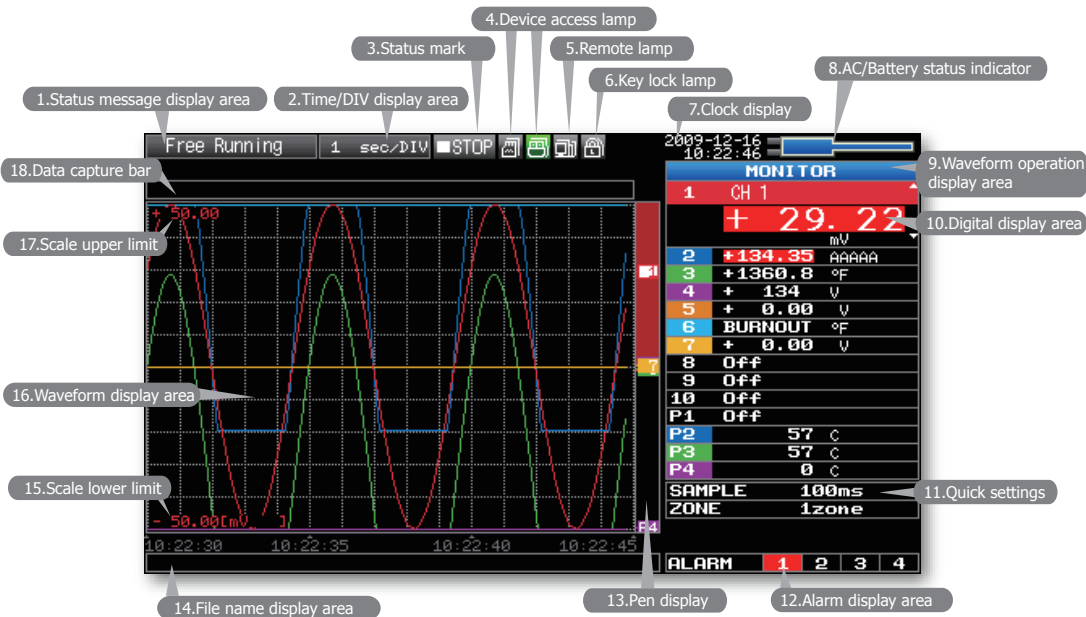 4.Device access lamp
3.Status mark
5.Remote lamp
6.Key lock lamp
8.AC/Battery status indicator
1.Status message display area
2.Time/DIV display area
7.Clock display
Free Running
1 sec/DIV
STOP
2009-12-16
10:22:46
18.Data capture bar
MONITOR
9.Waveform operation
display area
1 CH 1
+ 50.00
+ 29.22
10.Digital display area
17.Scale upper limit
mV
2 +134.35 AAAAA
1
3 +1360.8 °F
4 + 134 V
5 + 0.00 V
6 BURNOUT °F
7 + 0.00 V
7
8 Off
9 Off
16.Waveform display area
10 Off
P1 Off
P2 57 C
P3 57 C
P4 0 C
15.Scale lower limit
SAMPLE 100ms
11.Quick settings
ZONE 1zone
- 50.00[mV ]
P4
10:22:30 10:22:35 10:22:40 10:22:45
ALARM 1 2 3 4
14.File name display area
13.Pen display
12.Alarm display area